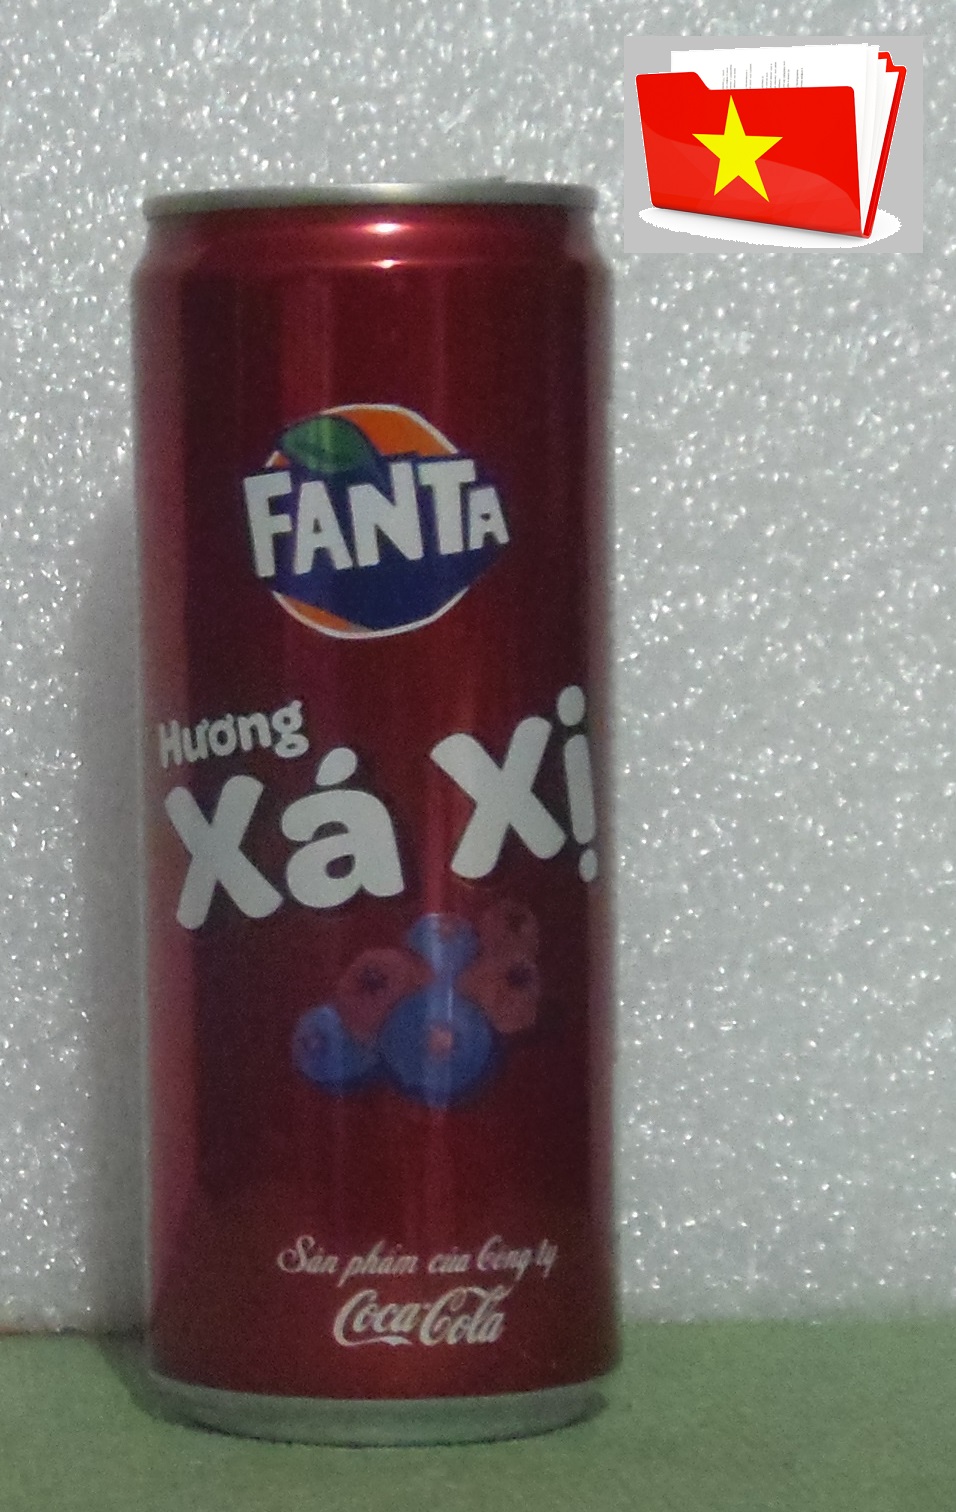 FANTA
Hương
Xá Xị
Sản phẩm của Công ty
Coca-Cola